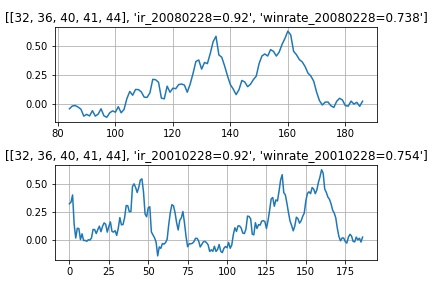 [[32, 36, 40, 41, 44], 'ir_20080228=0.92', 'winrate_20080228=0.738']
0.50
0.25
0.00
80 100 120 140 160 180
[[32, 36, 40, 41, 44], 'ir_20010228=0.92', 'winrate_20010228=0.754']
0.50
0.25
0.00
0 25 50 75 100 125 150 175